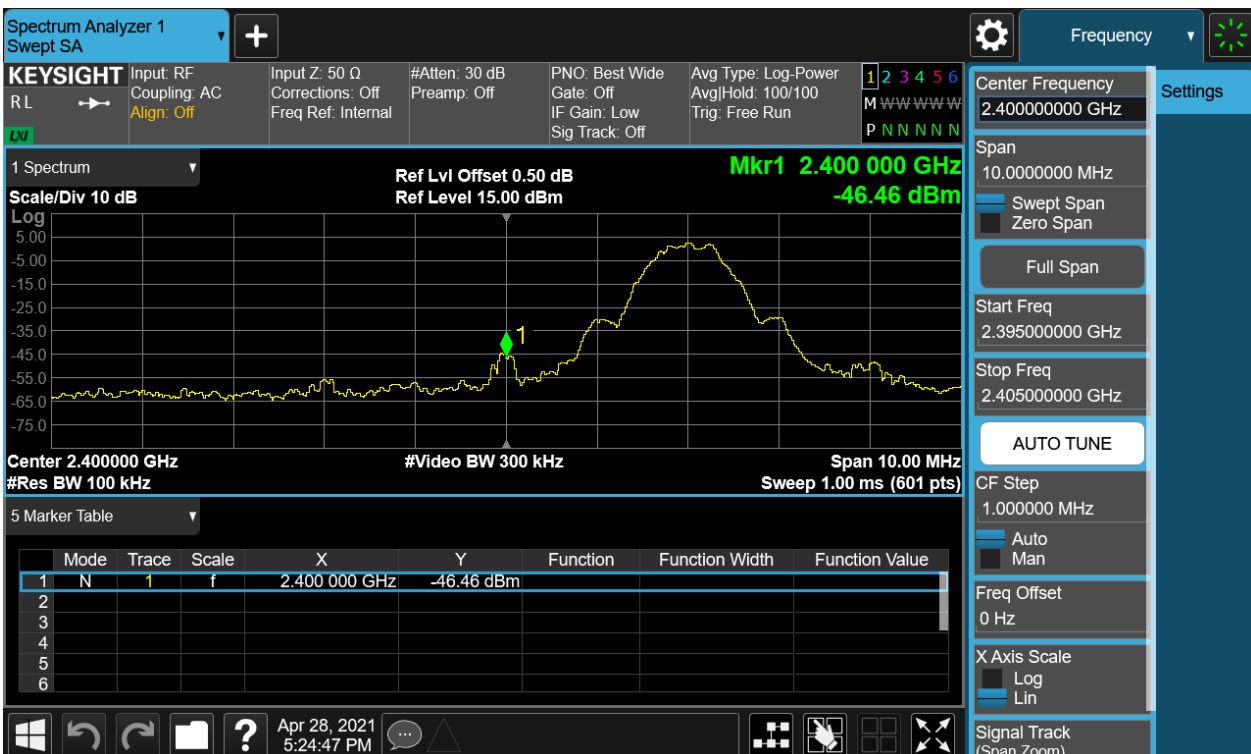 Spectrum Analyzer 1
Swept SA
Frequency
KEYSIGHT
R L
LXI
Input: RF
Coupling: AC
Align: Off
Input Z: 50 Ω
Corrections: Off
Freq Ref: Internal
#Atten: 30 dB
Preamp: Off
PNO: Best Wide
Gate: Off
IF Gain: Low
Sig Track: Off
Avg Type: Log-Power
Avg|Hold: 100/100
Trig: Free Run
1 2 3 4 5 6
M W W W W W
P N N N N N
1 Spectrum
Scale/Div 10 dB
Ref Lvl Offset 0.50 dB
Ref Level 15.00 dBm
Mkr1 2.400 000 GHz
-46.46 dBm
Log
5.00
-5.00
-15.0
-25.0
-35.0
-45.0
-55.0
-65.0
-75.0
1
Center 2.400000 GHz
#Video BW 300 kHz
Span 10.00 MHz
#Res BW 100 kHz
Sweep 1.00 ms (601 pts)
5 Marker Table
Mode Trace Scale X Y Function Function Width Function Value
1 N 1 f 2.400 000 GHz -46.46 dBm
2
3
4
5
6
Apr 28, 2021
5:24:47 PM
Center Frequency
2.400000000 GHz
Span
10.0000000 MHz
Swept Span
Zero Span
Full Span
Start Freq
2.395000000 GHz
Stop Freq
2.405000000 GHz
AUTO TUNE
CF Step
1.000000 MHz
Auto
Man
Freq Offset
0 Hz
X Axis Scale
Log
Lin
Signal Track
(Span Zoom)
Settings